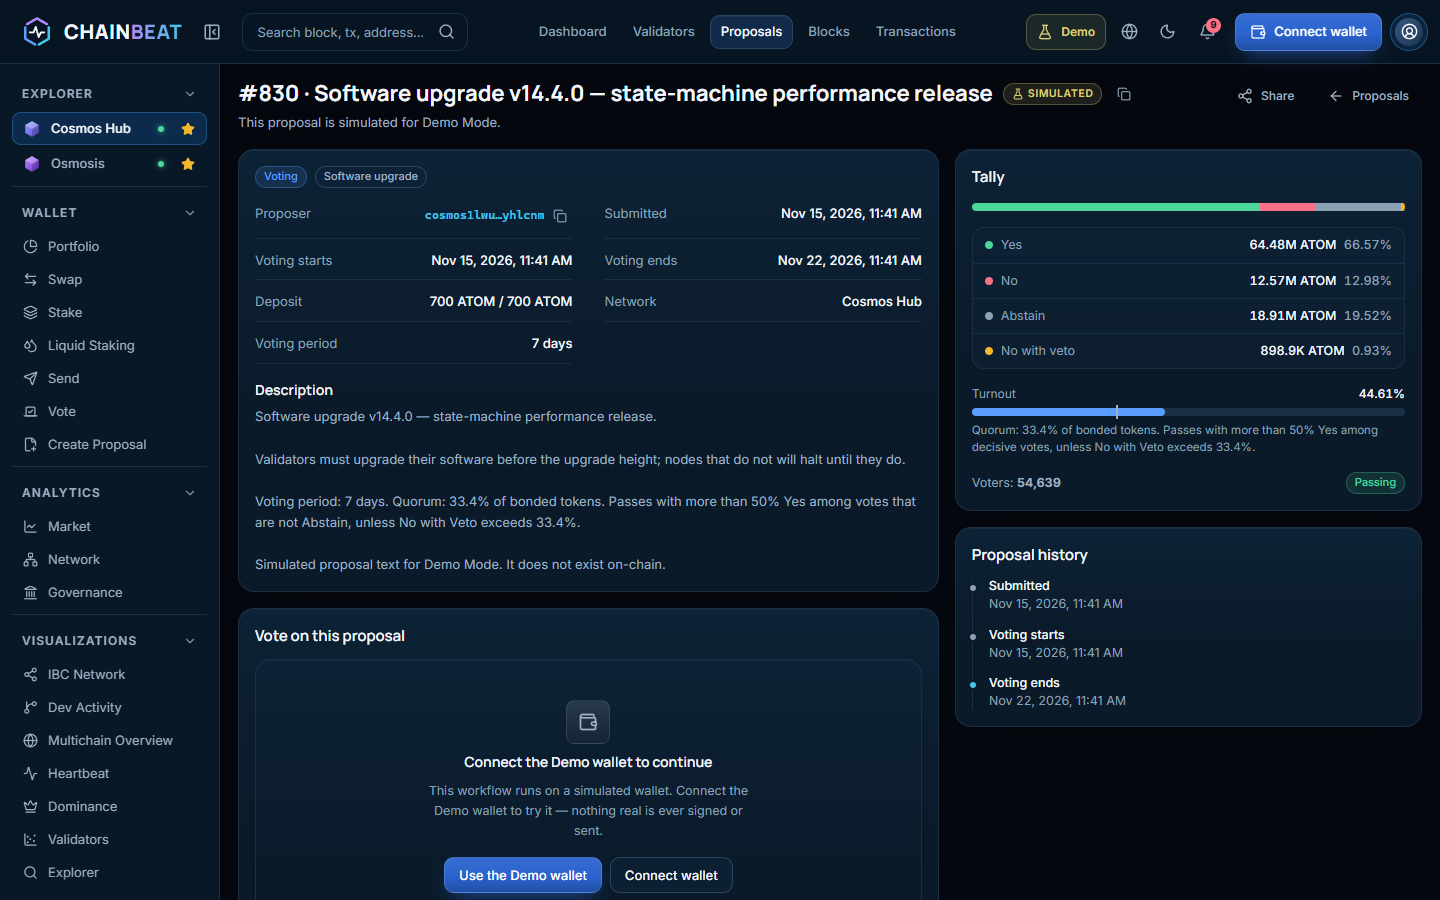 CHAINBEAT
Search block, tx, address...
Dashboard
Validators
Proposals
Blocks
Transactions
Demo
9
Connect wallet
EXPLORER
Cosmos Hub
Osmosis
WALLET
Portfolio
Swap
Stake
Liquid Staking
Send
Vote
Create Proposal
ANALYTICS
Market
Network
Governance
VISUALIZATIONS
IBC Network
Dev Activity
Multichain Overview
Heartbeat
Dominance
Validators
Explorer
#830 · Software upgrade v14.4.0 — state-machine performance release
SIMULATED
This proposal is simulated for Demo Mode.
Share
Proposals
Voting
Software upgrade
Proposer cosmos1lwu…yhlcnm
Submitted Nov 15, 2026, 11:41 AM
Voting starts Nov 15, 2026, 11:41 AM
Voting ends Nov 22, 2026, 11:41 AM
Deposit 700 ATOM / 700 ATOM
Network Cosmos Hub
Voting period 7 days
Description
Software upgrade v14.4.0 — state-machine performance release.
Validators must upgrade their software before the upgrade height; nodes that do not will halt until they do.
Voting period: 7 days. Quorum: 33.4% of bonded tokens. Passes with more than 50% Yes among votes that
are not Abstain, unless No with Veto exceeds 33.4%.
Simulated proposal text for Demo Mode. It does not exist on-chain.
Vote on this proposal
Connect the Demo wallet to continue
This workflow runs on a simulated wallet. Connect the
Demo wallet to try it — nothing real is ever signed or
sent.
Use the Demo wallet
Connect wallet
Tally
Yes 64.48M ATOM 66.57%
No 12.57M ATOM 12.98%
Abstain 18.91M ATOM 19.52%
No with veto 898.9K ATOM 0.93%
Turnout 44.61%
Quorum: 33.4% of bonded tokens. Passes with more than 50% Yes among
decisive votes, unless No with Veto exceeds 33.4%.
Voters: 54,639
Passing
Proposal history
Submitted
Nov 15, 2026, 11:41 AM
Voting starts
Nov 15, 2026, 11:41 AM
Voting ends
Nov 22, 2026, 11:41 AM